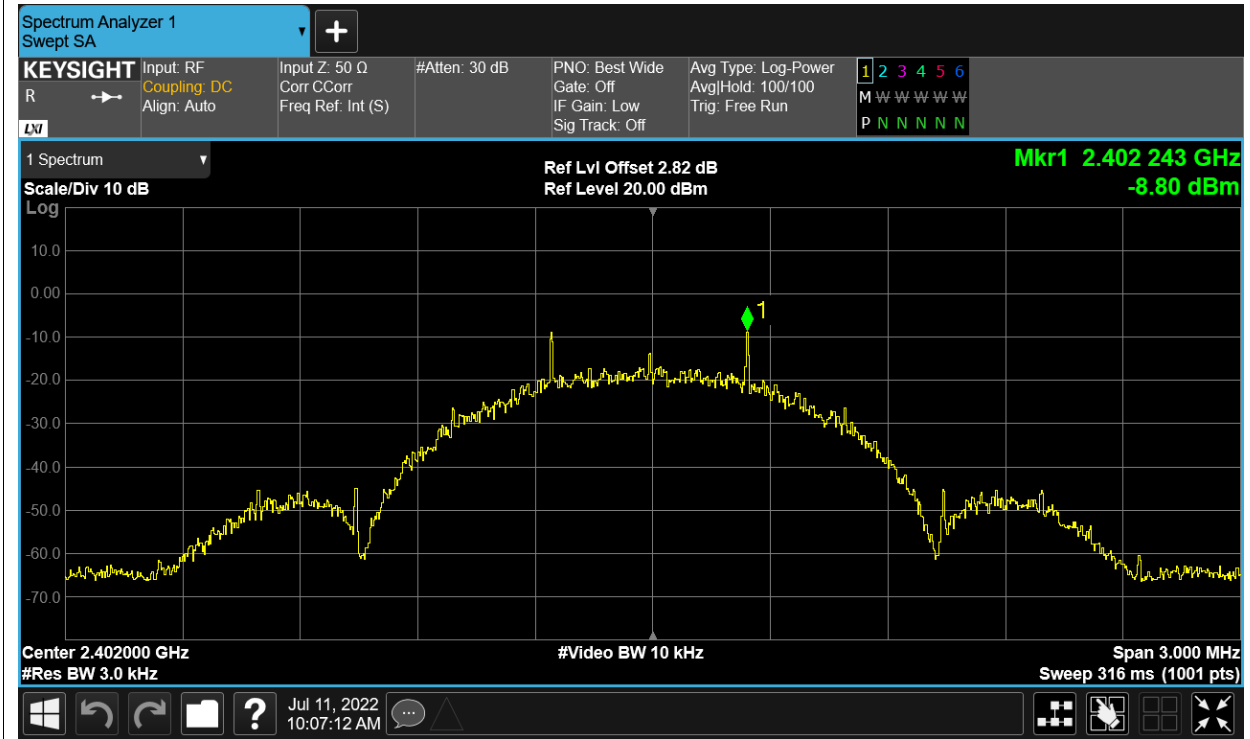 Spectrum Analyzer 1
Swept SA
+
KEYSIGHT Input: RF Input Z: 50 Ω #Atten: 30 dB PNO: Best Wide Avg Type: Log-Power 1 2 3 4 5 6
R Coupling: DC Corr CCorr Gate: Off Avg|Hold: 100/100 M W W W W W W
Align: Auto Freq Ref: Int (S) IF Gain: Low Trig: Free Run
LXI Sig Track: Off P N N N N N N
1 Spectrum Ref Lvl Offset 2.82 dB Mkr1 2.402 243 GHz
Scale/Div 10 dB Ref Level 20.00 dBm -8.80 dBm
Log
10.0
0.00
1
-10.0
-20.0
-30.0
-40.0
-50.0
-60.0
-70.0
Center 2.402000 GHz #Video BW 10 kHz Span 3.000 MHz
#Res BW 3.0 kHz Sweep 316 ms (1001 pts)
? Jul 11, 2022
10:07:12 AM